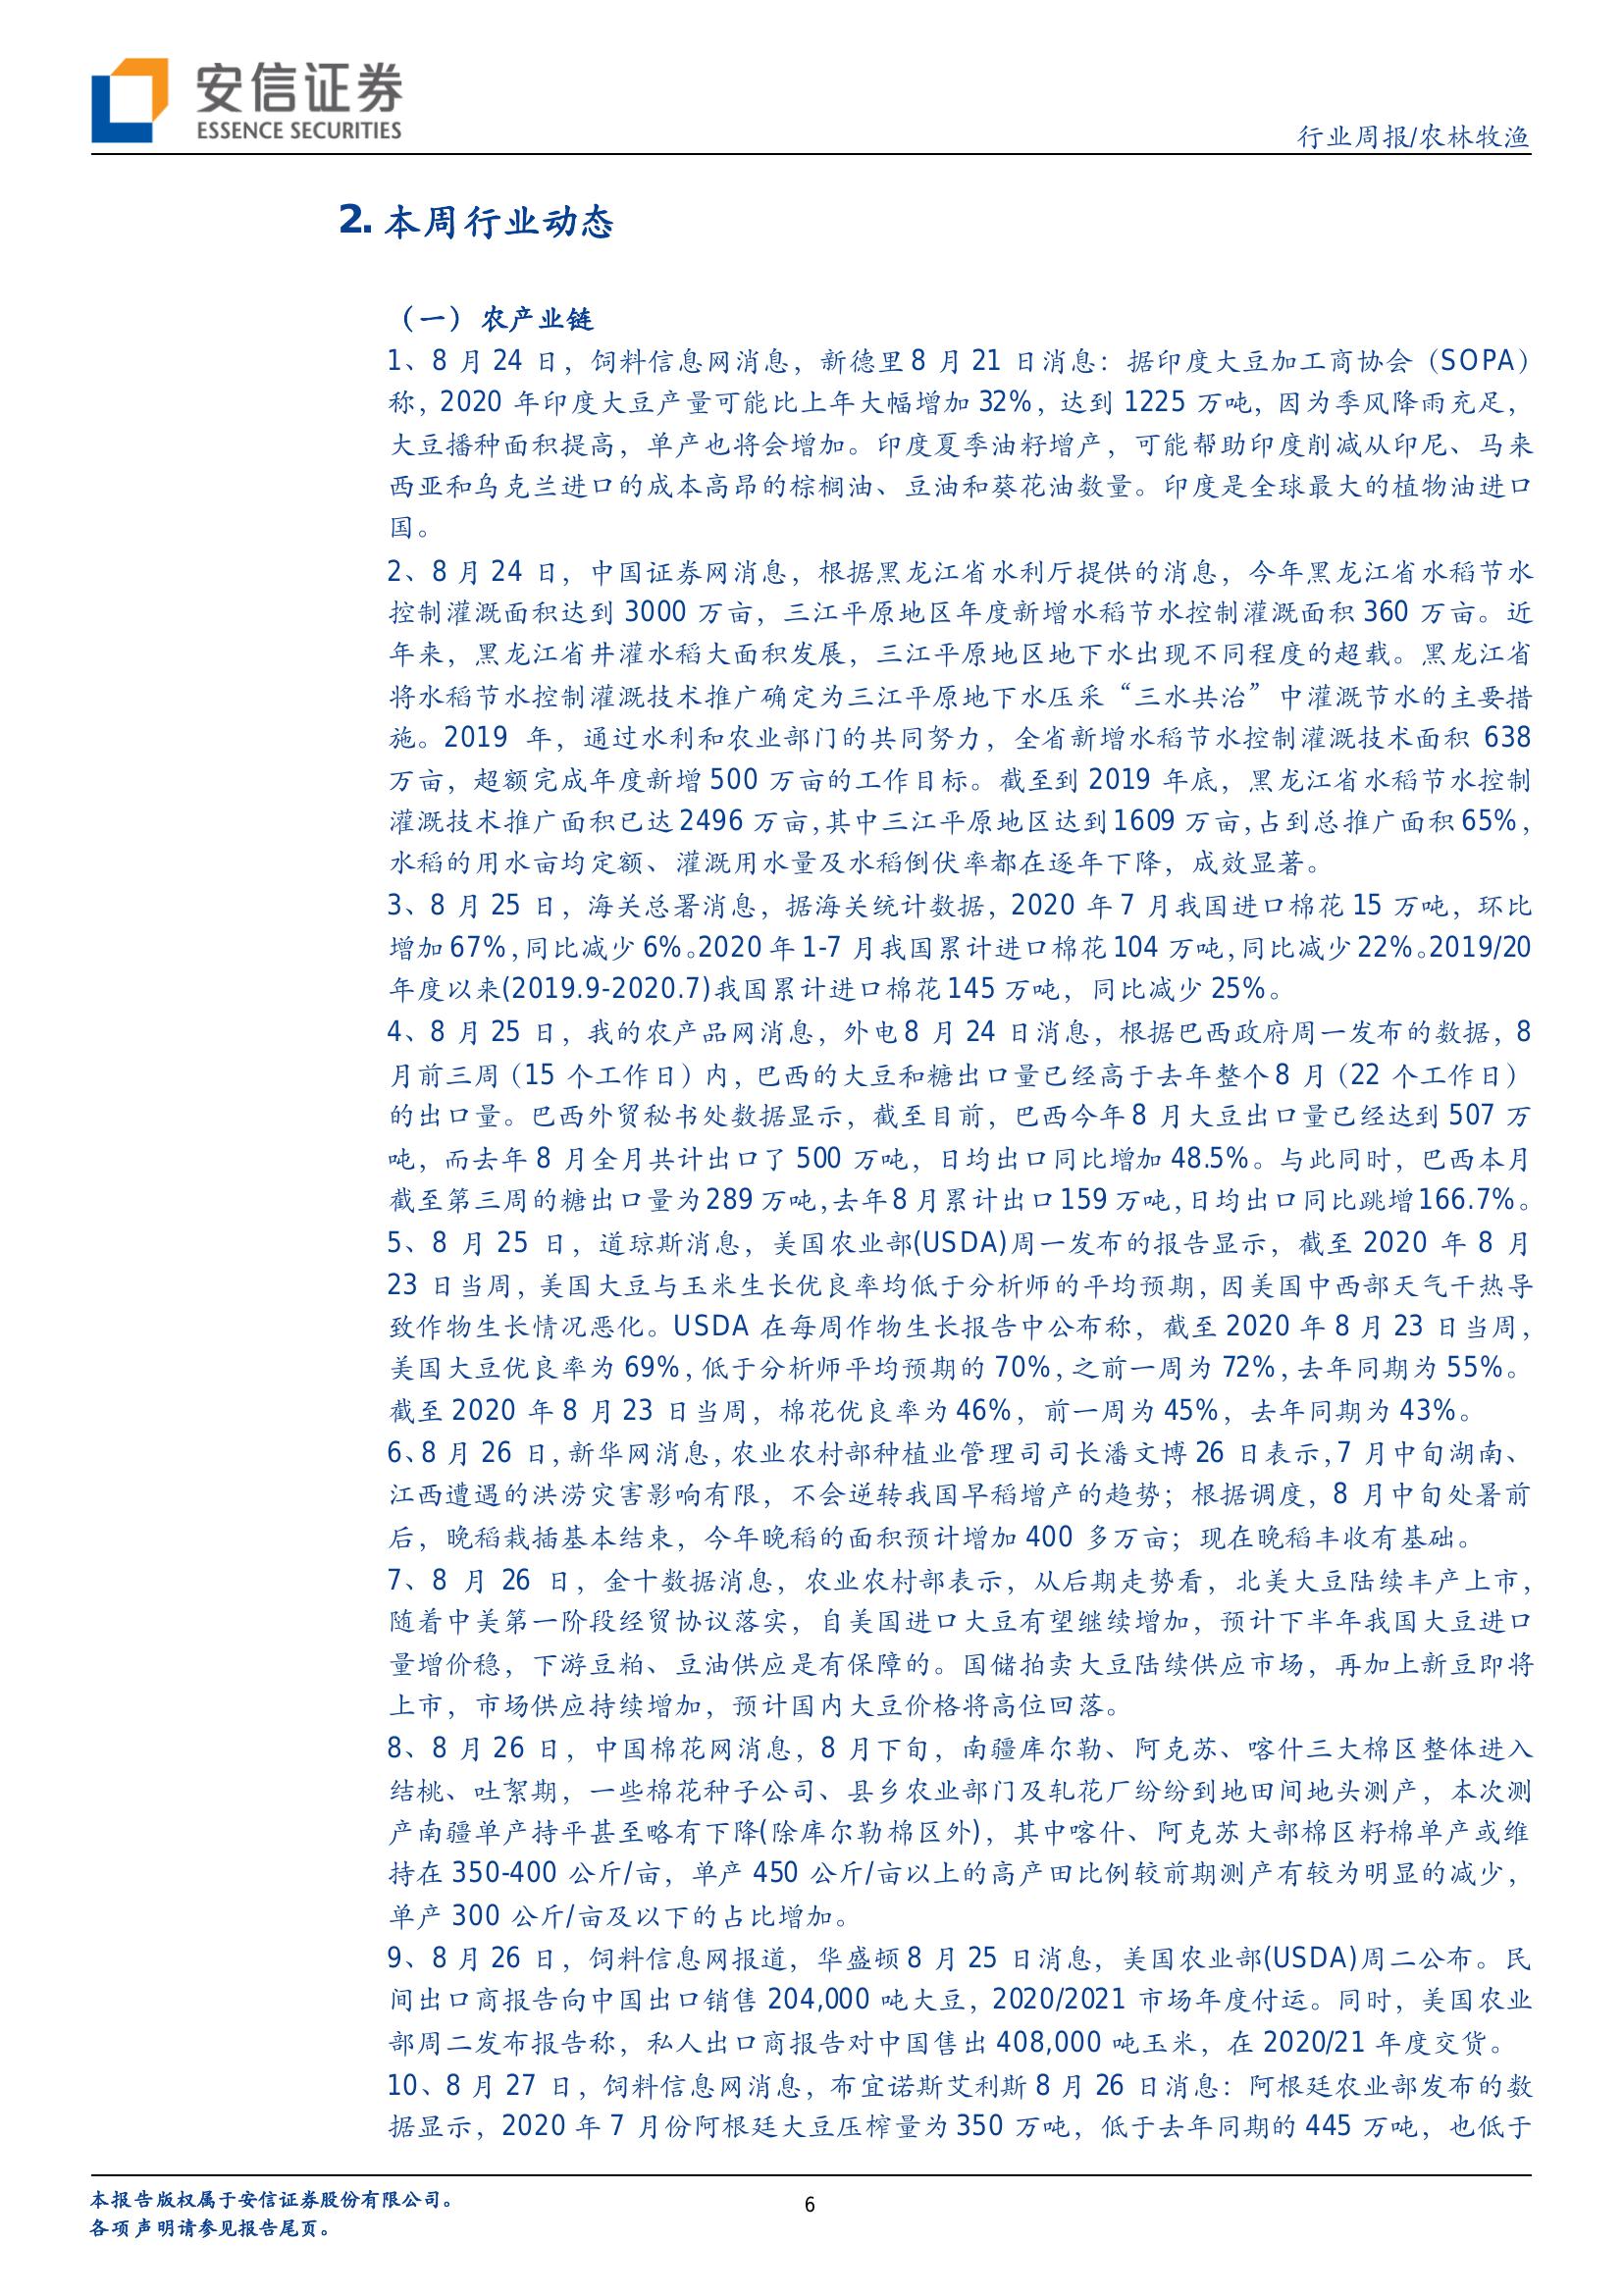 安信证券
ESSENCE SECURITIES
行业周报/农林牧渔
2. 本周行业动态
（一） 农产业链
1、8 月 24 日，饲料信息网消息，新德里 8 月 21 日消息：据印度大豆加工商协会（SOPA）
称，2020 年印度大豆产量可能比上年大幅增加 32%，达到 1225 万吨，因为季风降雨充足，
大豆播种面积提高，单产也将会增加。印度夏季油籽增产，可能帮助印度削减从印尼、马来
西亚和乌克兰进口的成本高昂的棕榈油、豆油和葵花油数量。印度是全球最大的植物油进口
国。
2、8 月 24 日，中国证券网消息，根据黑龙江省水利厅提供的消息，今年黑龙江省水稻节水
控制灌溉面积达到 3000 万亩，三江平原地区年度新增水稻节水控制灌溉面积 360 万亩。近
年来，黑龙江省井灌水稻大面积发展，三江平原地区地下水出现不同程度的超载。黑龙江省
将水稻节水控制灌溉技术推广确定为三江平原地下水压采“三水共治”中灌溉节水的主要措
施。2019 年，通过水利和农业部门的共同努力，全省新增水稻节水控制灌溉技术面积 638
万亩，超额完成年度新增 500 万亩的工作目标。截至到 2019 年底，黑龙江省水稻节水控制
灌溉技术推广面积已达 2496 万亩，其中三江平原地区达到 1609 万亩，占到总推广面积 65%，
水稻的用水亩均定额、灌溉用水量及水稻倒伏率都在逐年下降，成效显著。
3、8 月 25 日，海关总署消息，据海关统计数据，2020 年 7 月我国进口棉花 15 万吨，环比
增加 67%，同比减少 6%。2020 年 1-7 月我国累计进口棉花 104 万吨，同比减少 22%。2019/20
年度以来(2019.9-2020.7)我国累计进口棉花 145 万吨，同比减少 25%。
4、8 月 25 日，我的农产品网消息，外电 8 月 24 日消息，根据巴西政府周一发布的数据，8
月前三周（15 个工作日）内，巴西的大豆和糖出口量已经高于去年整个 8 月（22 个工作日）
的出口量。巴西外贸秘书处数据显示，截至目前，巴西今年 8 月大豆出口量已经达到 507 万
吨，而去年 8 月全月共计出口了 500 万吨，日均出口同比增加 48.5%。与此同时，巴西本月
截至第三周的糖出口量为 289 万吨，去年 8 月累计出口 159 万吨，日均出口同比跳增 166.7%。
5、8 月 25 日，道琼斯消息，美国农业部(USDA)周一发布的报告显示，截至 2020 年 8 月
23 日当周，美国大豆与玉米生长优良率均低于分析师的平均预期，因美国中西部天气干热导
致作物生长情况恶化。USDA 在每周作物生长报告中公布称，截至 2020 年 8 月 23 日当周，
美国大豆优良率为 69%，低于分析师平均预期的 70%，之前一周为 72%，去年同期为 55%。
截至 2020 年 8 月 23 日当周，棉花优良率为 46%，前一周为 45%，去年同期为 43%。
6、8 月 26 日，新华网消息，农业农村部种植业管理司司长潘文博 26 日表示，7 月中旬湖南、
江西遭遇的洪涝灾害影响有限，不会逆转我国早稻增产的趋势；根据调度，8 月中旬处暑前
后，晚稻栽插基本结束，今年晚稻的面积预计增加 400 多万亩；现在晚稻丰收有基础。
7、8 月 26 日，金十数据消息，农业农村部表示，从后期走势看，北美大豆陆续丰产上市，
随着中美第一阶段经贸协议落实，自美国进口大豆有望继续增加，预计下半年我国大豆进口
量增价稳，下游豆粕、豆油供应是有保障的。国储拍卖大豆陆续供应市场，再加上新豆即将
上市，市场供应持续增加，预计国内大豆价格将高位回落。
8、8 月 26 日，中国棉花网消息，8 月下旬，南疆库尔勒、阿克苏、喀什三大棉区整体进入
结桃、吐絮期，一些棉花种子公司、县乡农业部门及轧花厂纷纷到地田间地头测产，本次测
产南疆单产持平甚至略有下降(除库尔勒棉区外)，其中喀什、阿克苏大部棉区籽棉单产或维
持在 350-400 公斤/亩，单产 450 公斤/亩以上的高产田比例较前期测产有较为明显的减少，
单产 300 公斤/亩及以下的占比增加。
9、8 月 26 日，饲料信息网报道，华盛顿 8 月 25 日消息，美国农业部(USDA)周二公布。民
间出口商报告向中国出口销售 204,000 吨大豆，2020/2021 市场年度付运。同时，美国农业
部周二发布报告称，私人出口商报告对中国售出 408,000 吨玉米，在 2020/21 年度交货。
10、8 月 27 日，饲料信息网消息，布宜诺斯艾利斯 8 月 26 日消息：阿根廷农业部发布的数
据显示，2020 年 7 月份阿根廷大豆压榨量为 350 万吨，低于去年同期的 445 万吨，也低于
本报告版权属于安信证券股份有限公司。
各项声明请参见报告尾页。
6